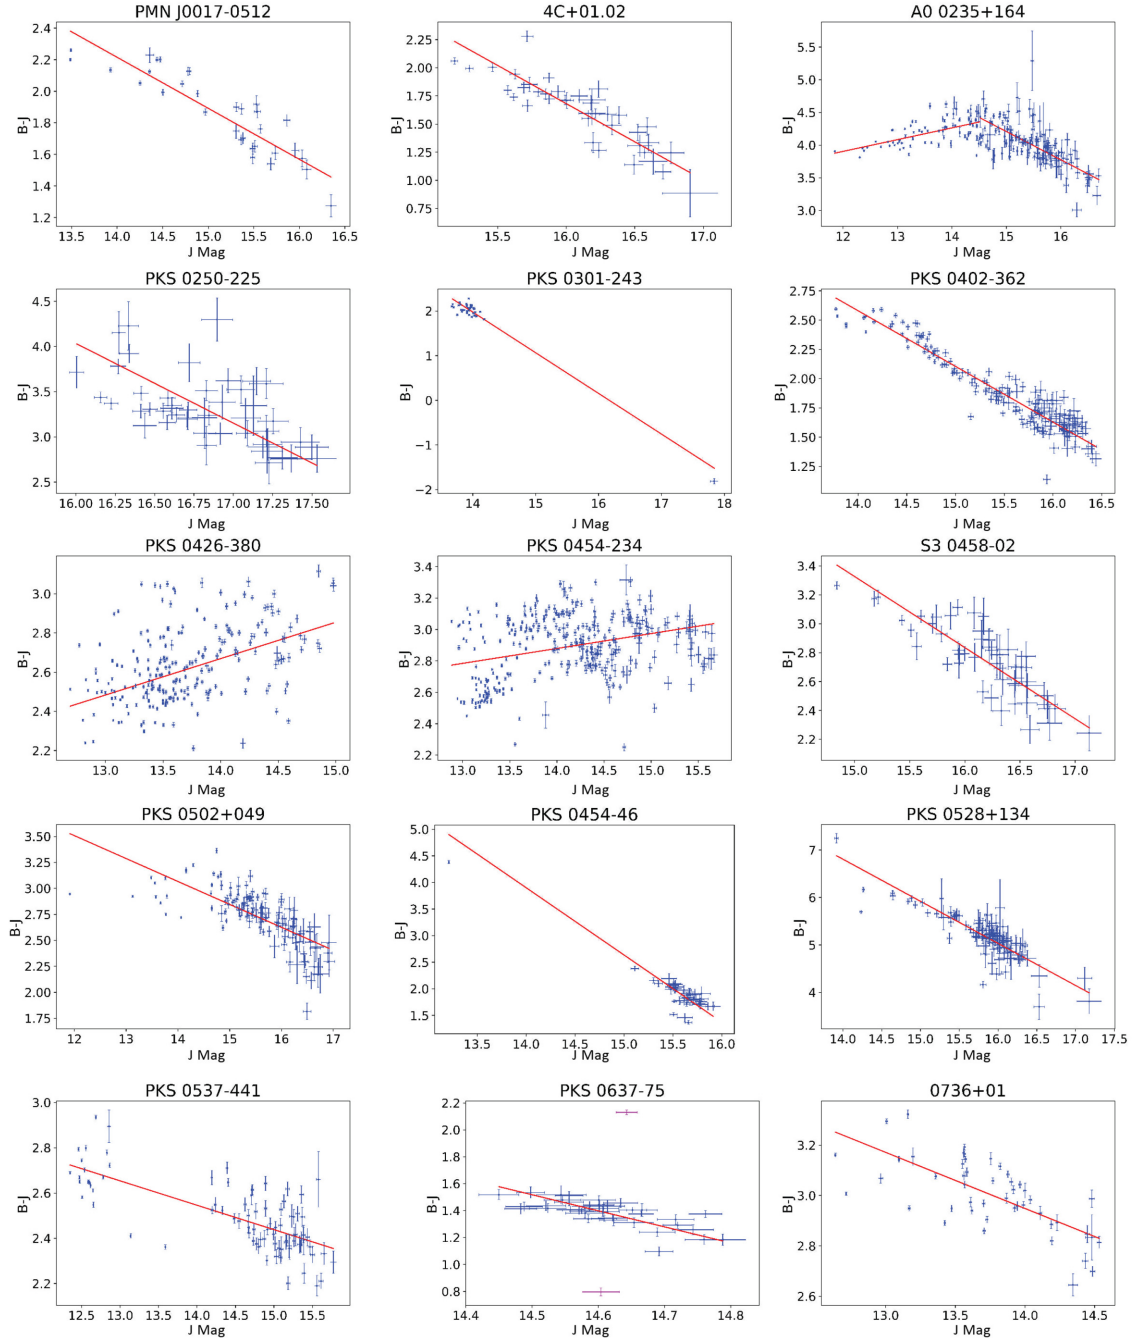 PMN J0017-0512
4C+01.02
A0 0235+164
2.4
2.2
2.0
1.8
1.6
1.4
1.2
B-J
13.5 14.0 14.5 15.0 15.5 16.0 16.5
J Mag
2.25
2.00
1.75
1.50
1.25
1.00
0.75
B-J
15.5 16.0 16.5 17.0
J Mag
5.5
5.0
4.5
4.0
3.5
3.0
B-J
12 13 14 15 16
J Mag
PKS 0250-225
PKS 0301-243
PKS 0402-362
4.5
4.0
3.5
3.0
2.5
B-J
16.00 16.25 16.50 16.75 17.00 17.25 17.50
J Mag
2
1
0
−1
−2
B-J
14 15 16 17 18
J Mag
2.75
2.50
2.25
2.00
1.75
1.50
1.25
B-J
14.0 14.5 15.0 15.5 16.0 16.5
J Mag
PKS 0426-380
PKS 0454-234
S3 0458-02
3.0
2.8
2.6
2.4
2.2
B-J
13.0 13.5 14.0 14.5 15.0
J Mag
3.4
3.2
3.0
2.8
2.6
2.4
2.2
B-J
13.0 13.5 14.0 14.5 15.0 15.5
J Mag
3.4
3.2
3.0
2.8
2.6
2.4
2.2
B-J
15.0 15.5 16.0 16.5 17.0
J Mag
PKS 0502+049
PKS 0454-46
PKS 0528+134
3.50
3.25
3.00
2.75
2.50
2.25
2.00
1.75
B-J
12 13 14 15 16 17
J Mag
5.0
4.5
4.0
3.5
3.0
2.5
2.0
1.5
B-J
13.5 14.0 14.5 15.0 15.5 16.0
J Mag
7
6
5
4
B-J
14.0 14.5 15.0 15.5 16.0 16.5 17.0 17.5
J Mag
PKS 0537-441
PKS 0637-75
0736+01
3.0
2.8
2.6
2.4
2.2
B-J
12.5 13.0 13.5 14.0 14.5 15.0 15.5
J Mag
2.2
2.0
1.8
1.6
1.4
1.2
1.0
0.8
B-J
14.4 14.5 14.6 14.7 14.8
J Mag
3.2
3.0
2.8
2.6
B-J
13.0 13.5 14.0 14.5
J Mag